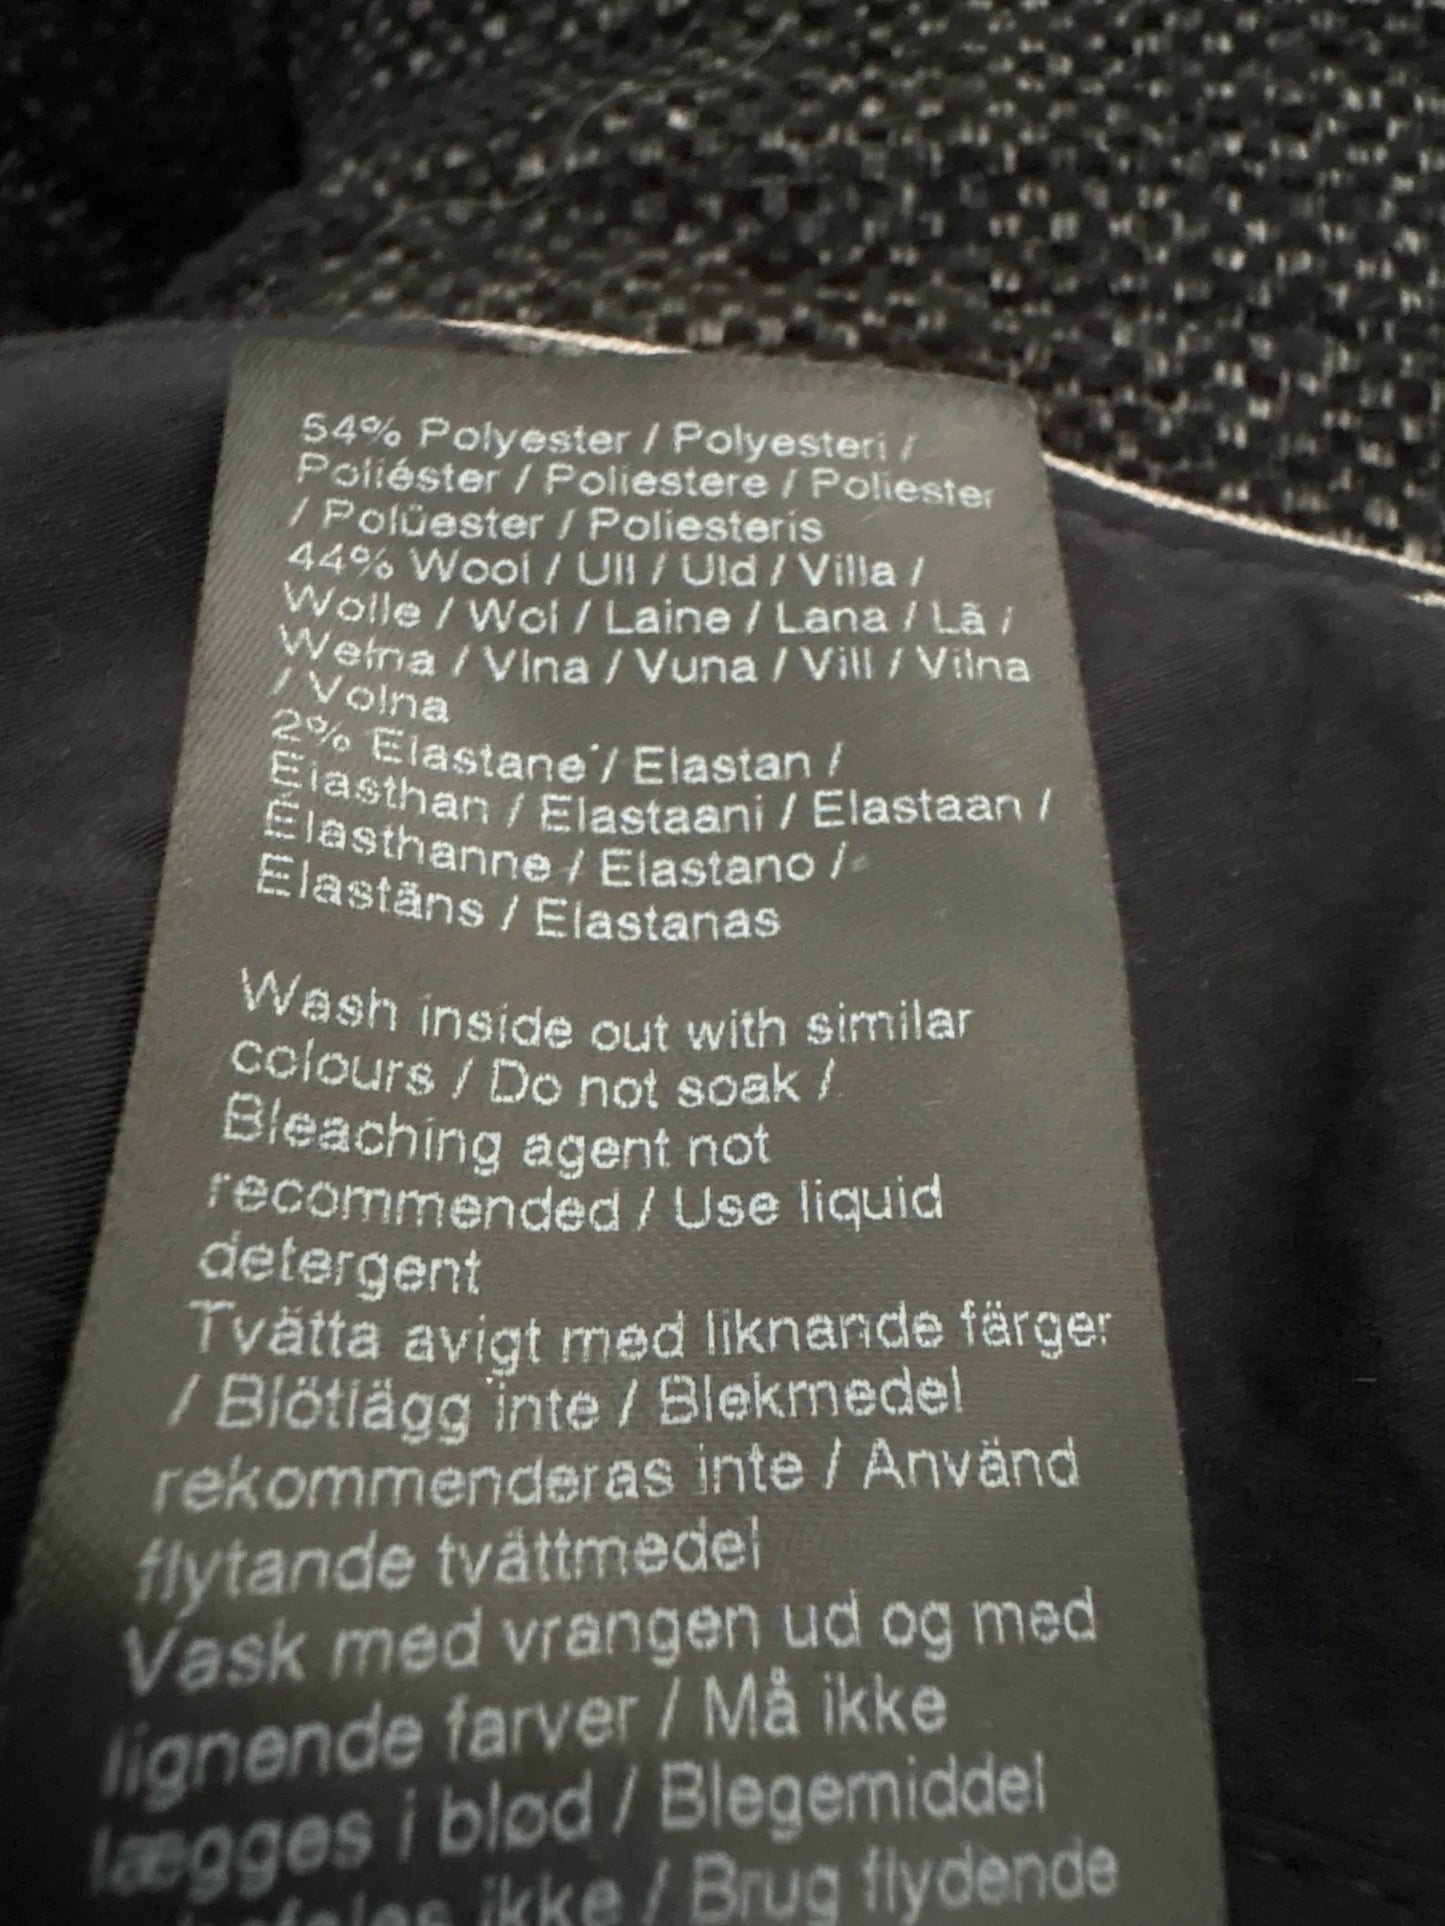 54% Polyester / Polyesteri /
Poliéster / Poliestere / Poliester
/ Polüester / Poliesteris
44% Wool / Ull / Uld / Villa /
Wolle / Wol / Laine / Lana / Lã /
Wełna / Vlna / Vuna / Vill / Vilna
/ Volna
2% Elastane / Elastan /
Elasthan / Elastaani / Elastaan /
Élasthanne / Elastano /
Elastāns / Elastanas
Wash inside out with similar
colours / Do not soak /
Bleaching agent not
recommended / Use liquid
detergent
Tvätta avigt med liknande färger
/ Blötlägg inte / Blekmedel
rekommenderas inte / Använd
flytande tvättmedel
Vask med vrangen ud og med
lignende farver / Må ikke
lægges i blød / Blegemiddel
ikke / Brug flydende